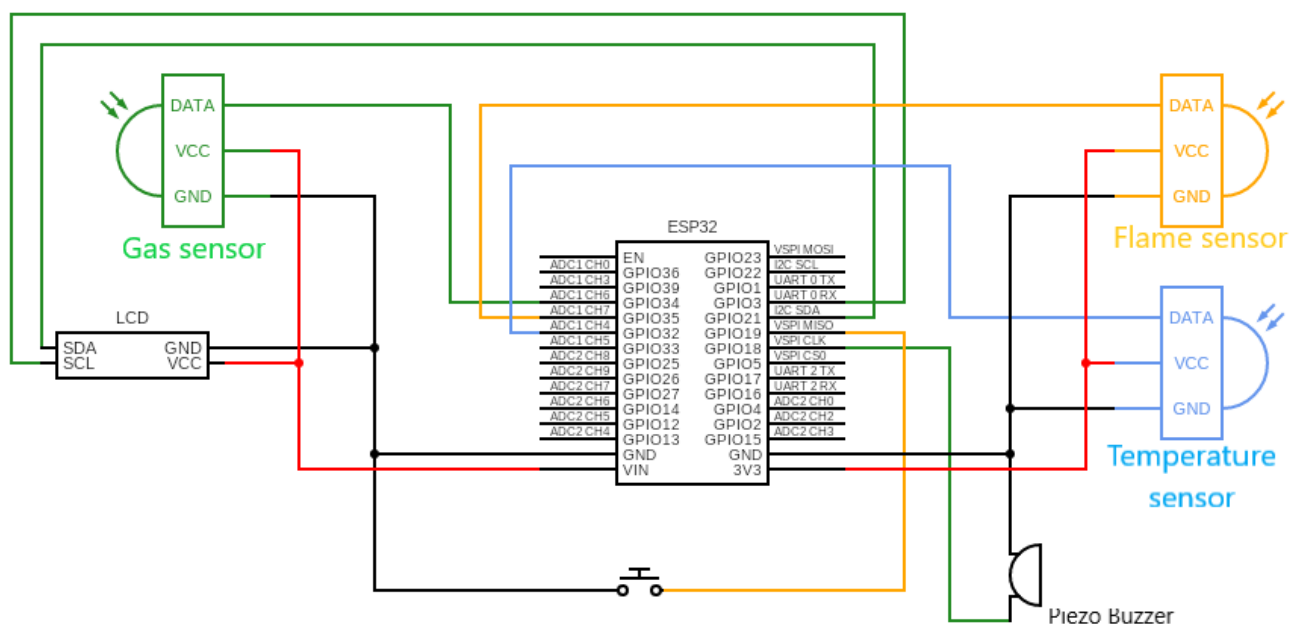 DATA
VCC
GND
Gas sensor
LCD
SDA
SCL
GND
VCC
ESP32
ADC1 CH0
ADC1 CH3
ADC1 CH6
ADC1 CH7
ADC1 CH4
ADC1 CH5
ADC2 CH8
ADC2 CH9
ADC2 CH7
ADC2 CH6
ADC2 CH5
ADC2 CH4
EN
GPIO36
GPIO39
GPIO34
GPIO35
GPIO32
GPIO33
GPIO25
GPIO26
GPIO27
GPIO14
GPIO12
GPIO13
GND
VIN
GPIO23
GPIO22
GPIO1
GPIO3
GPIO21
GPIO19
GPIO18
GPIO5
GPIO17
GPIO16
GPIO4
GPIO2
GPIO15
GND
3V3
VSPI MOSI
I2C SCL
UART 0 TX
UART 0 RX
I2C SDA
VSPI MISO
VSPI CLK
VSPI CS0
UART 2 TX
UART 2 RX
ADC2 CH0
ADC2 CH2
ADC2 CH3
DATA
VCC
GND
Flame sensor
DATA
VCC
GND
Temperature
sensor
Piezo Buzzer